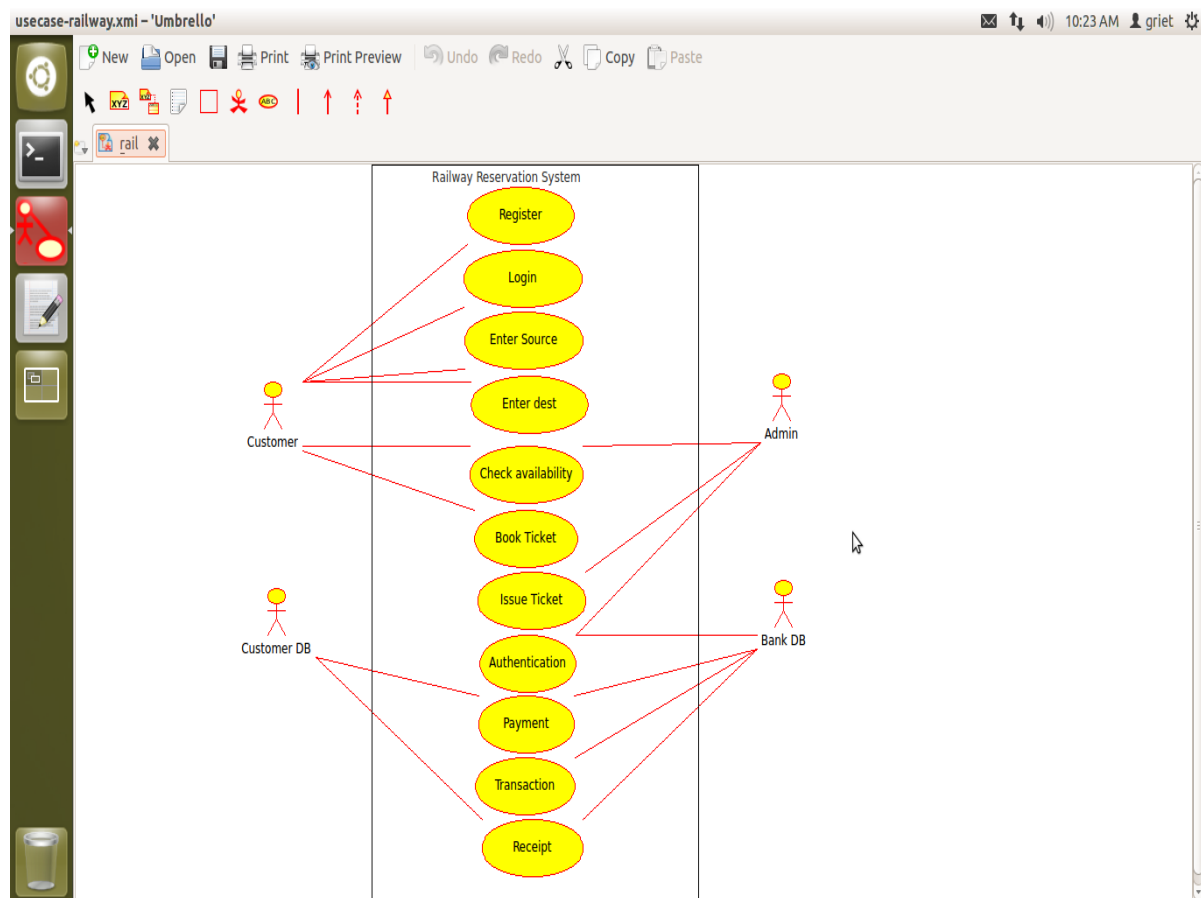 usecase-railway.xmi – 'Umbrello'
10:23 AM griet
New Open Print Print Preview Undo Redo Copy Paste
XYZ ABC
rail
Railway Reservation System
Register
Login
Enter Source
Enter dest
Customer
Admin
Check availability
Book Ticket
Issue Ticket
Customer DB
Bank DB
Authentication
Payment
Transaction
Receipt